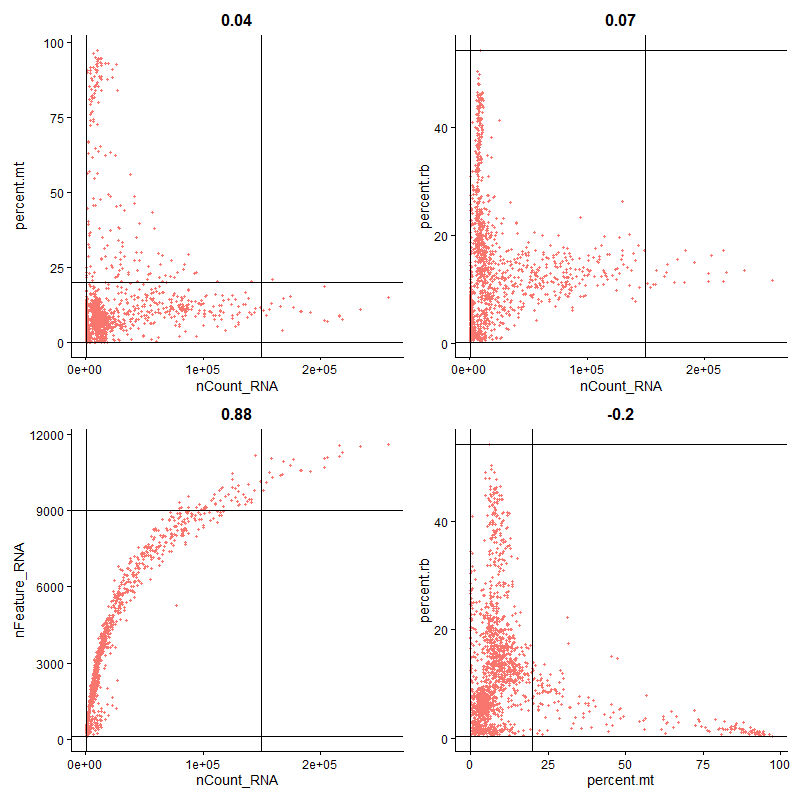 0.04
percent.mt
100
75
50
25
0
0e+00 1e+05 2e+05
nCount_RNA
0.07
percent.rb
40
20
0
0e+00 1e+05 2e+05
nCount_RNA
0.88
nFeature_RNA
12000
9000
6000
3000
0
0e+00 1e+05 2e+05
nCount_RNA
-0.2
percent.rb
40
20
0
0 25 50 75 100
percent.mt